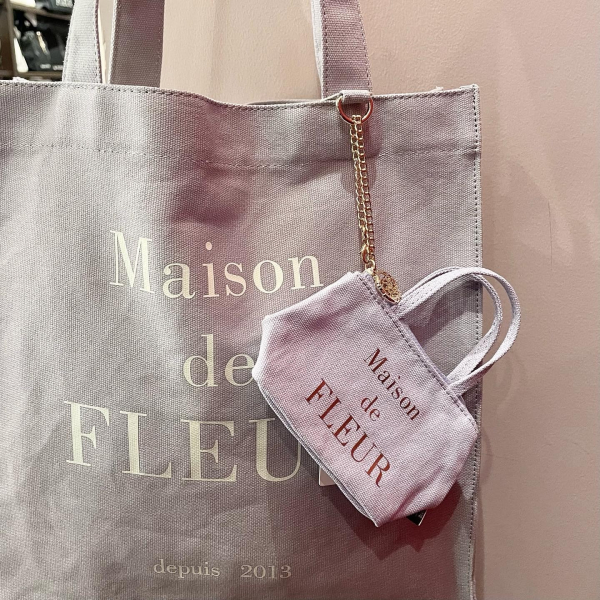 Maison
de
FLEUR
depuis 2013
Maison
de
FLEUR